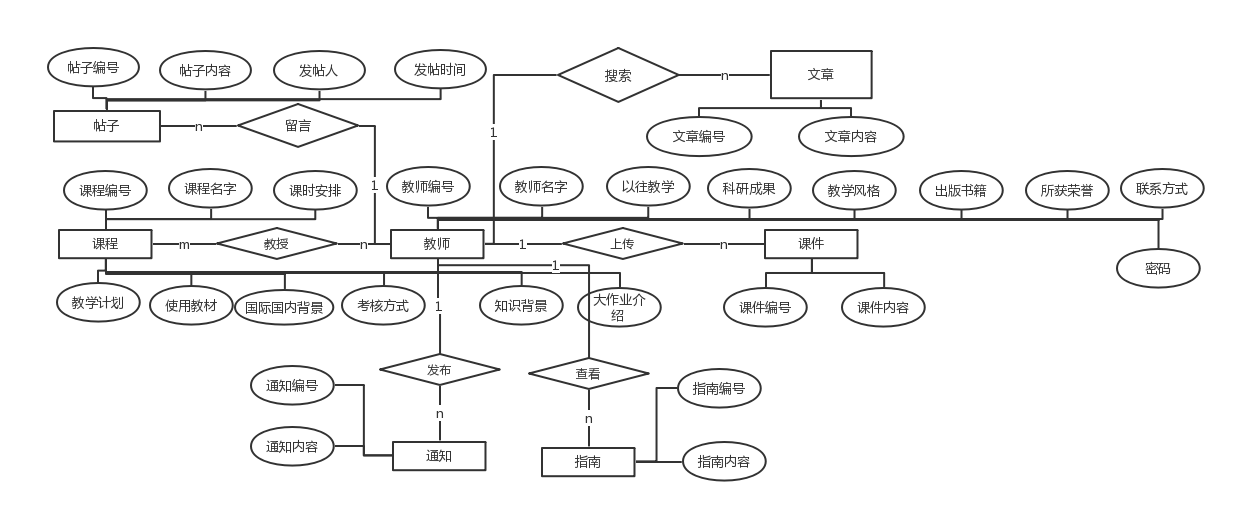 帖子编号
帖子内容
发帖人
发帖时间
搜索
n
文章
帖子
n
留言
1
文章编号
文章内容
课程编号
课程名字
课时安排
1
教师编号
教师名字
以往教学
科研成果
教学风格
出版书籍
所获荣誉
联系方式
课程
m
教授
n
教师
1
上传
n
课件
1
密码
教学计划
使用教材
国际国内背景
考核方式
1
知识背景
大作业介
绍
课件编号
课件内容
发布
查看
通知编号
指南编号
n
n
通知内容
通知
指南
指南内容